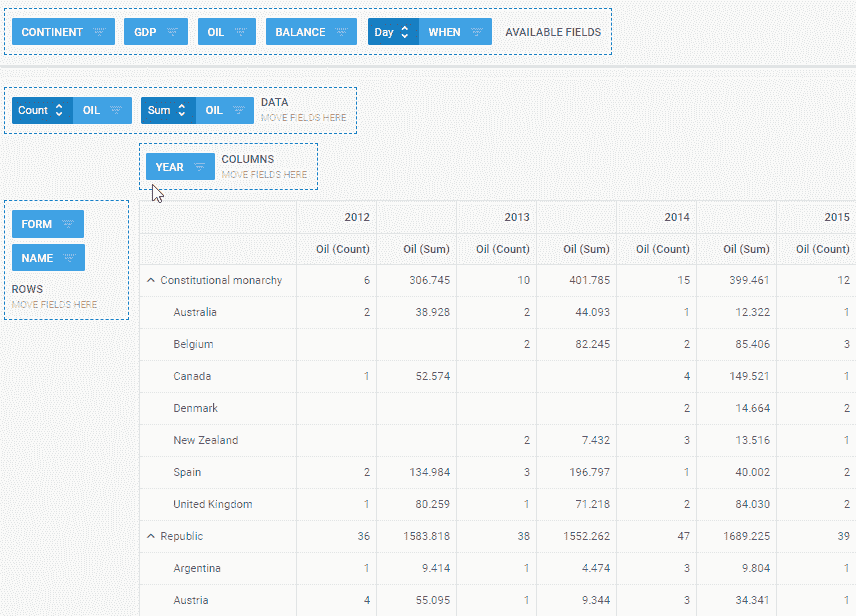 CONTINENT GDP OIL BALANCE Day WHEN AVAILABLE FIELDS
Count OIL Sum OIL DATA
MOVE FIELDS HERE
YEAR COLUMNS
MOVE FIELDS HERE
FORM
NAME
ROWS
MOVE FIELDS HERE
2012 2013 2014 2015
Oil (Count) Oil (Sum) Oil (Count) Oil (Sum) Oil (Count) Oil (Sum) Oil (Count)
Constitutional monarchy 6 306.745 10 401.785 15 399.461 12
Australia 2 38.928 2 44.093 1 12.322 1
Belgium 2 82.245 2 85.406 3
Canada 1 52.574 4 149.521 1
Denmark 2 14.664 2
New Zealand 2 7.432 3 13.516 1
Spain 2 134.984 3 196.797 1 40.002 2
United Kingdom 1 80.259 1 71.218 2 84.030 2
Republic 36 1583.818 38 1552.262 47 1689.225 39
Argentina 1 9.414 1 4.474 3 9.804 1
Austria 4 55.095 1 9.344 3 34.341 1